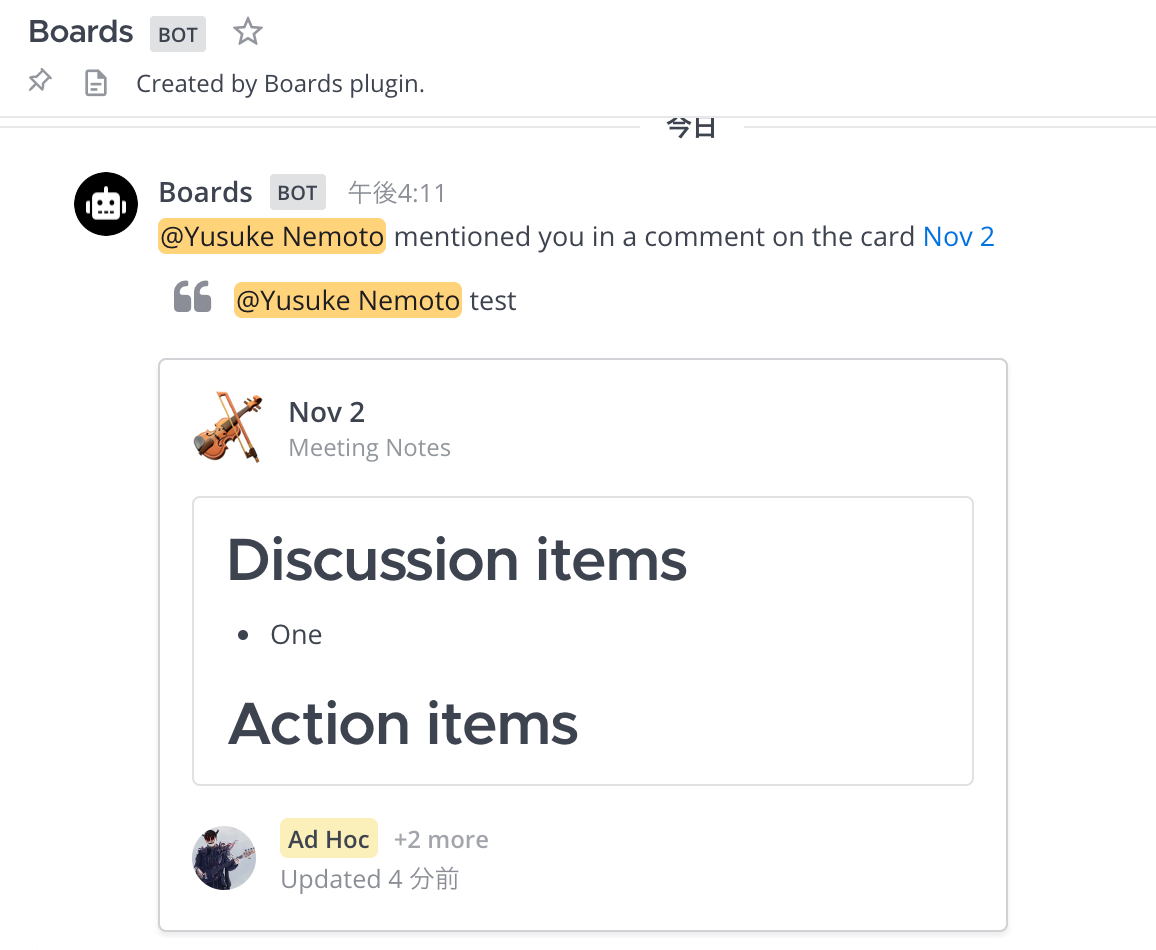 Boards BOT
Created by Boards plugin.
今日
Boards BOT 午後4:11
@Yusuke Nemoto mentioned you in a comment on the card Nov 2
@Yusuke Nemoto test
Nov 2
Meeting Notes
Discussion items
• One
Action items
Ad Hoc +2 more
Updated 4 分前